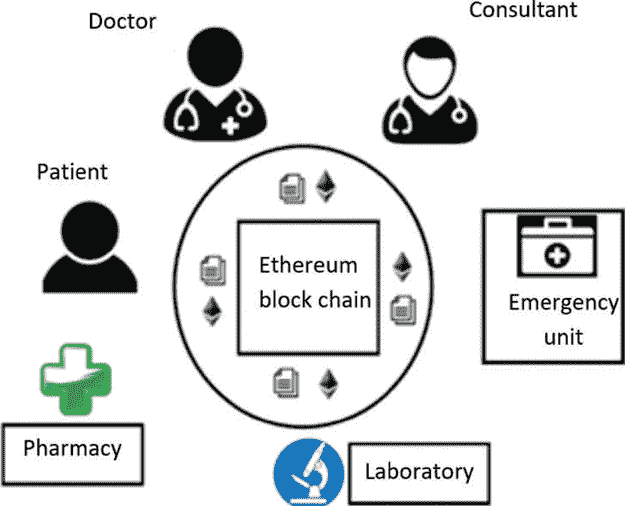 Doctor
Consultant
Patient
Ethereum
block chain
Emergency
unit
Pharmacy
Laboratory